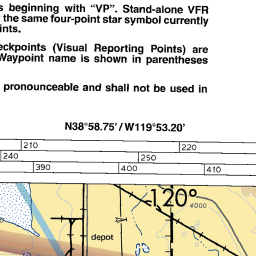 s beginning with “VP”. Stand-alone VFR
the same four-point star symbol currently
ints.
eckpoints (Visual Reporting Points) are
Waypoint name is shown in parentheses
pronounceable and shall not be used in
N38°58.75' / W119°53.20'
210 220
240 250
390 400 410
120° 4000
depot